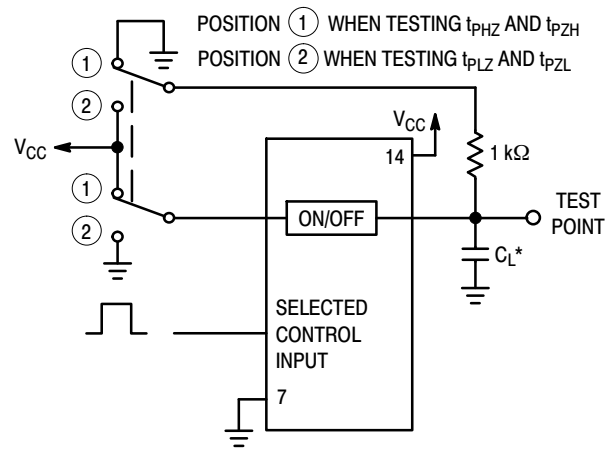 POSITION 1 WHEN TESTING tPHZ AND tPZH
POSITION 2 WHEN TESTING tPLZ AND tPZL
1
2
VCC
1
2
VCC
14
1 kΩ
ON/OFF
TEST
POINT
CL*
SELECTED
CONTROL
INPUT
7